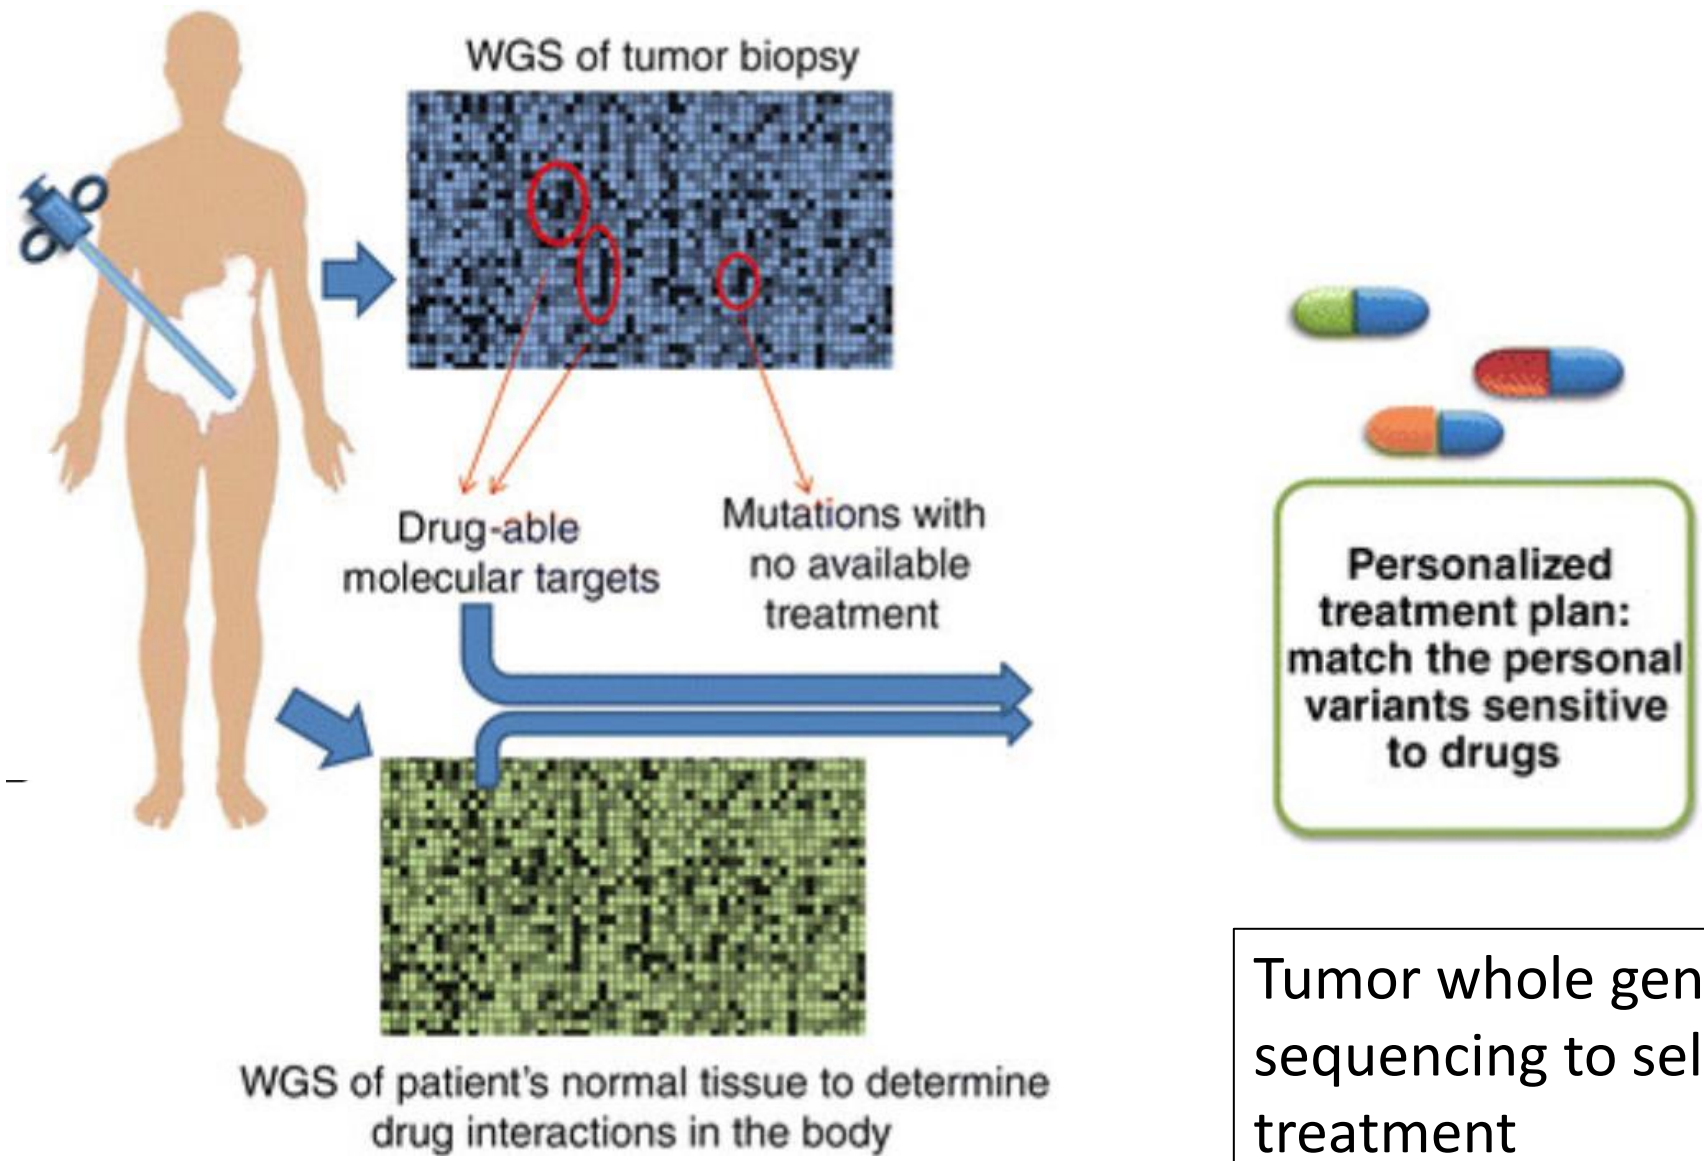 WGS of tumor biopsy
Drug-able
molecular targets
Mutations with
no available
treatment
WGS of patient's normal tissue to determine
drug interactions in the body
Personalized
treatment plan:
match the personal
variants sensitive
to drugs
Tumor whole gen
sequencing to sel
treatment